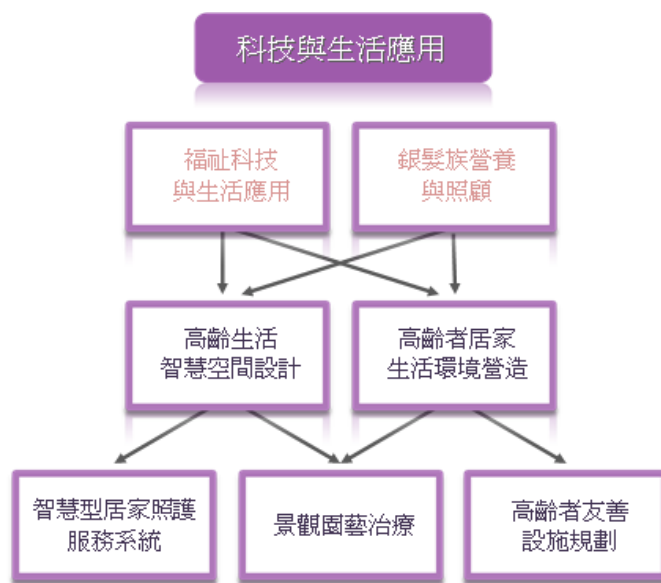 科技與生活應用
福祉科技
與生活應用
銀髮族營養
與照顧
高齡生活
智慧空間設計
高齡者居家
生活環境營造
智慧型居家照護
服務系統
景觀園藝治療
高齡者友善
設施規劃